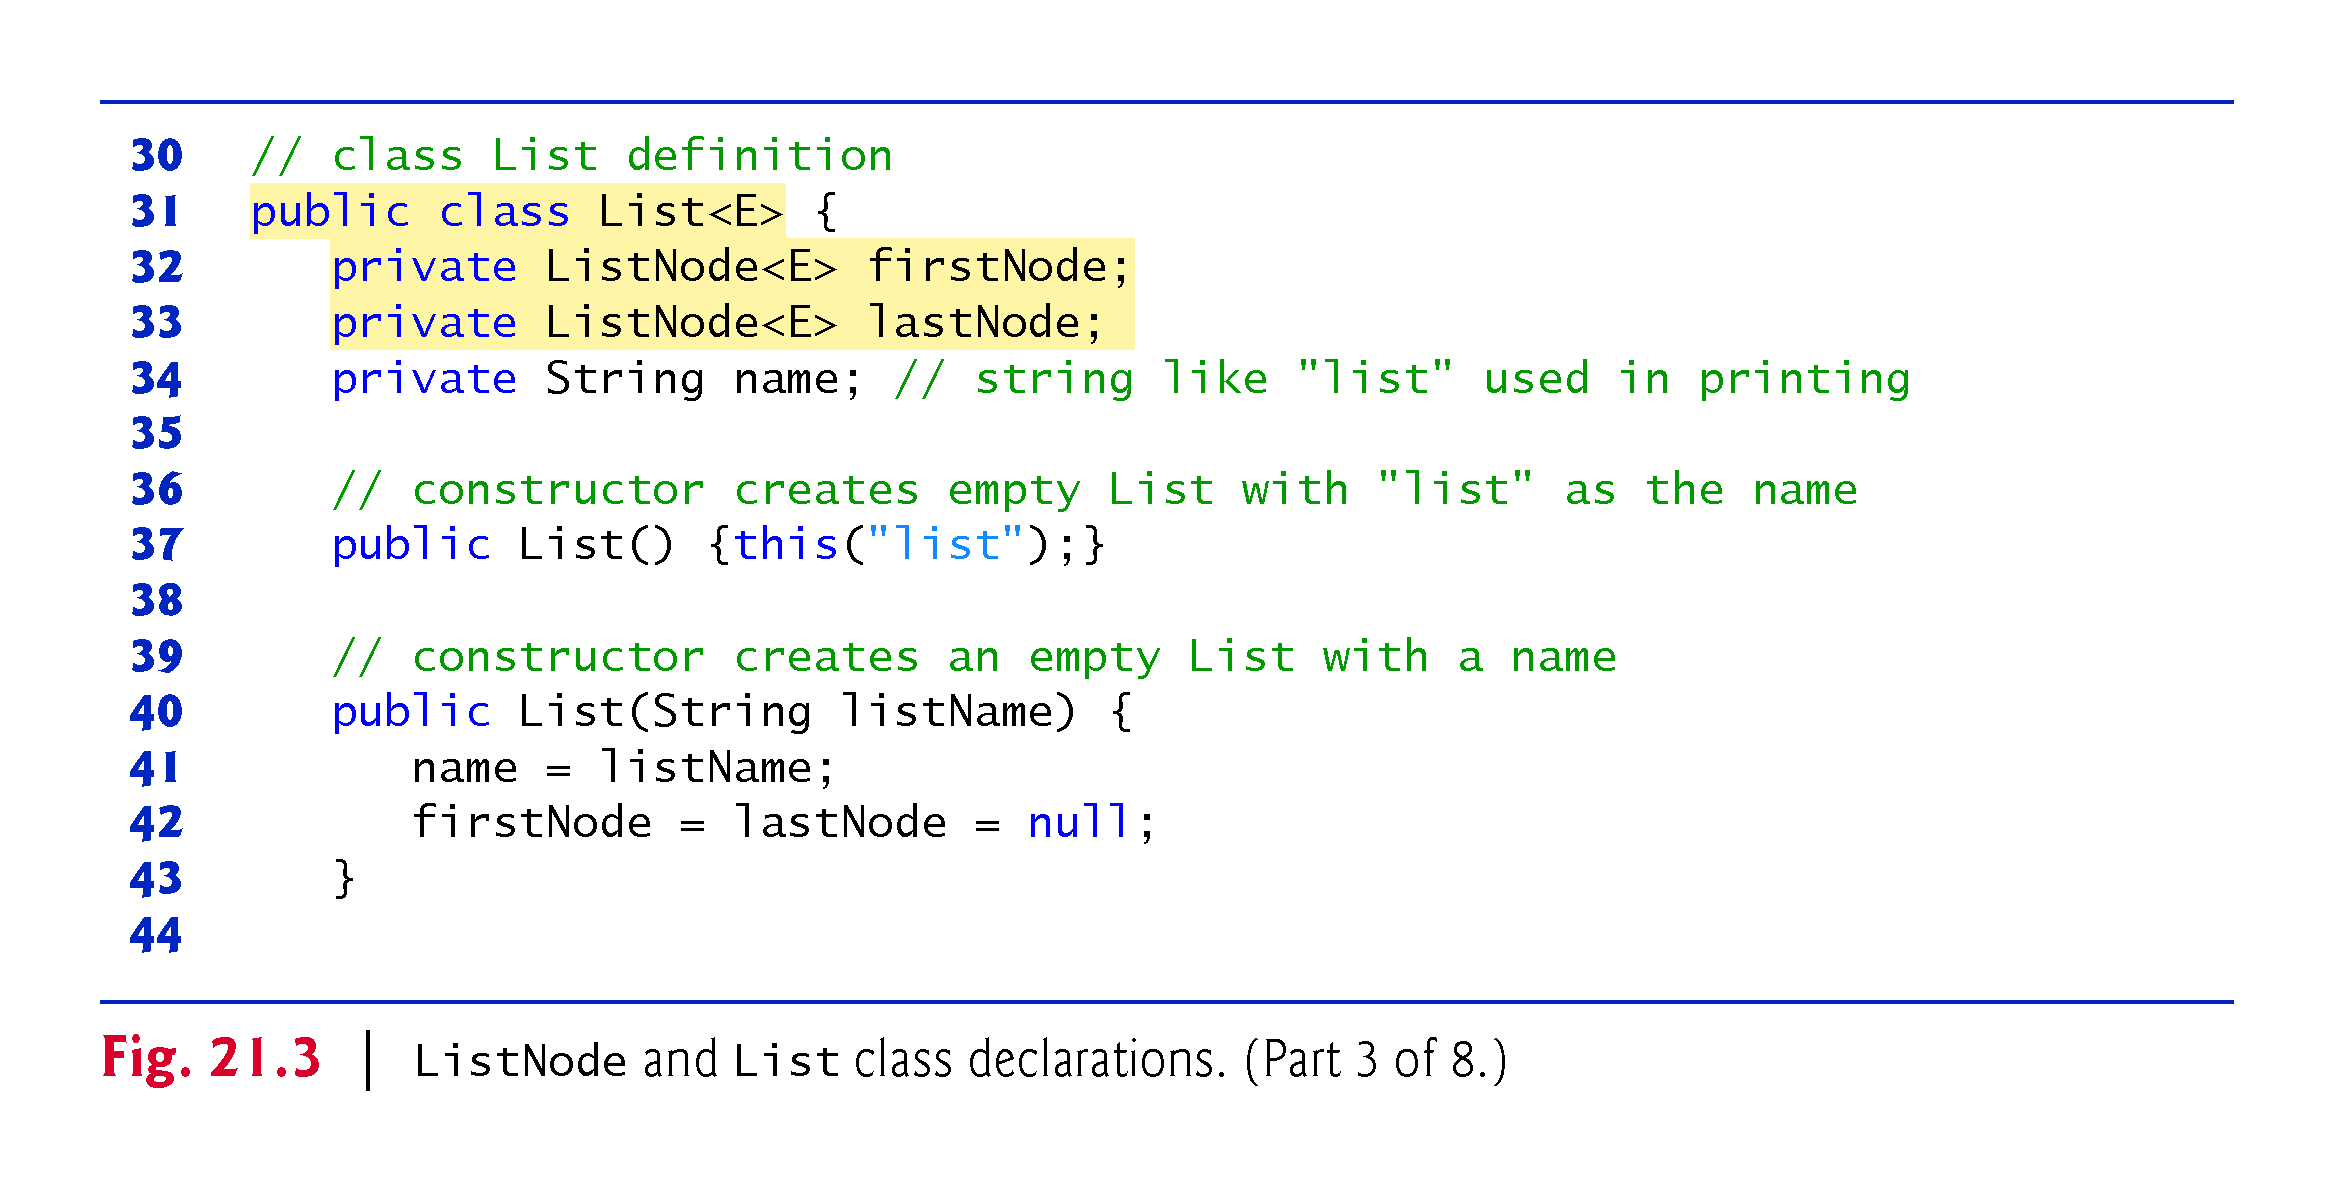 30 // class List definition
31 public class List<E> {
32 private ListNode<E> firstNode;
33 private ListNode<E> lastNode;
34 private String name; // string like "list" used in printing
35
36 // constructor creates empty List with "list" as the name
37 public List() {this("list");}
38
39 // constructor creates an empty List with a name
40 public List(String listName) {
41 name = listName;
42 firstNode = lastNode = null;
43 }
44
Fig. 21.3 | ListNode and List class declarations. (Part 3 of 8.)